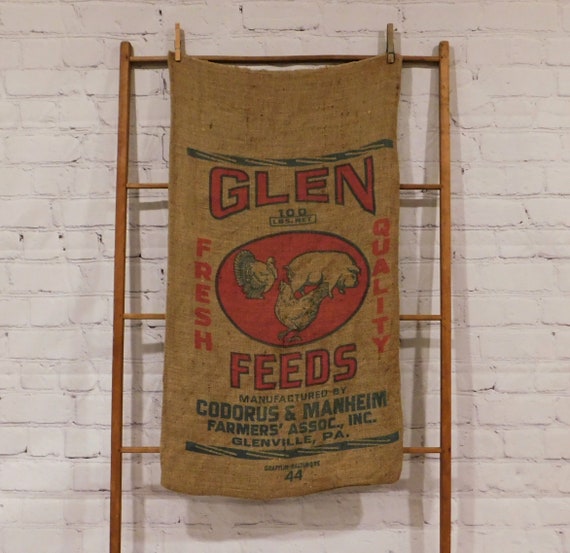 GLEN
100
LBS. NET
FRESH
QUALITY
FEEDS
MANUFACTURED BY
CODORUS & MANHEIM
FARMERS' ASSOC., INC.
GLENVILLE, PA.
44